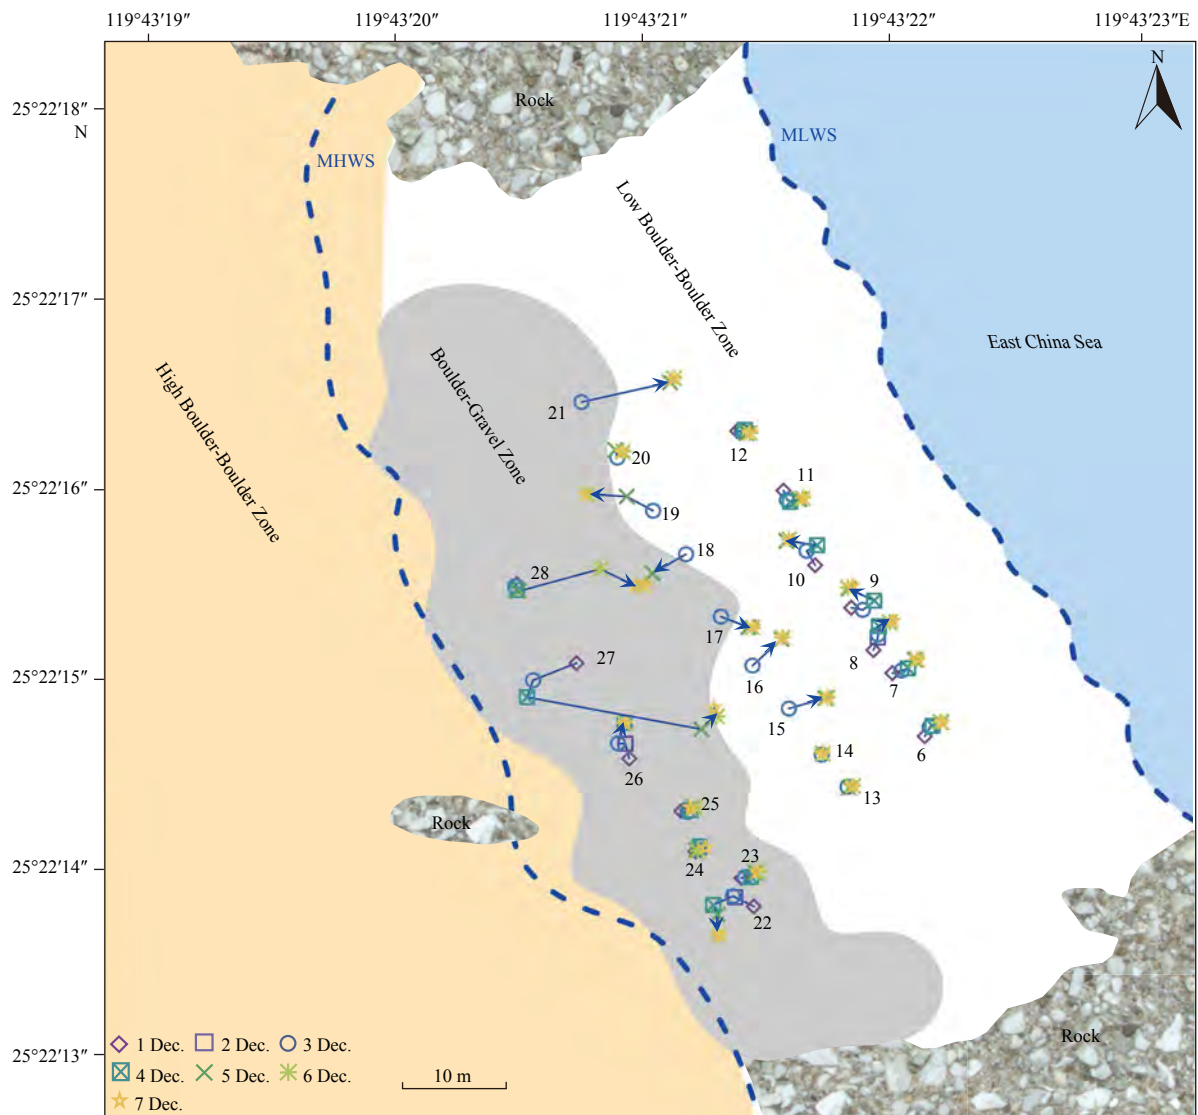 119°43′19″
119°43′20″
119°43′21″
119°43′22″
119°43′23″E
N
25°22′18″
N
Rock
MHWS
MLWS
Low Boulder-Boulder Zone
25°22′17″
East China Sea
Boulder-Gravel Zone
High Boulder-Boulder Zone
21
12
20
11
25°22′16″
19
18
10
28
9
17
8
27
16
7
25°22′15″
15
6
14
26
13
25
Rock
24
23
25°22′14″
22
Rock
25°22′13″
1 Dec.
2 Dec.
3 Dec.
4 Dec.
5 Dec.
6 Dec.
7 Dec.
10 m